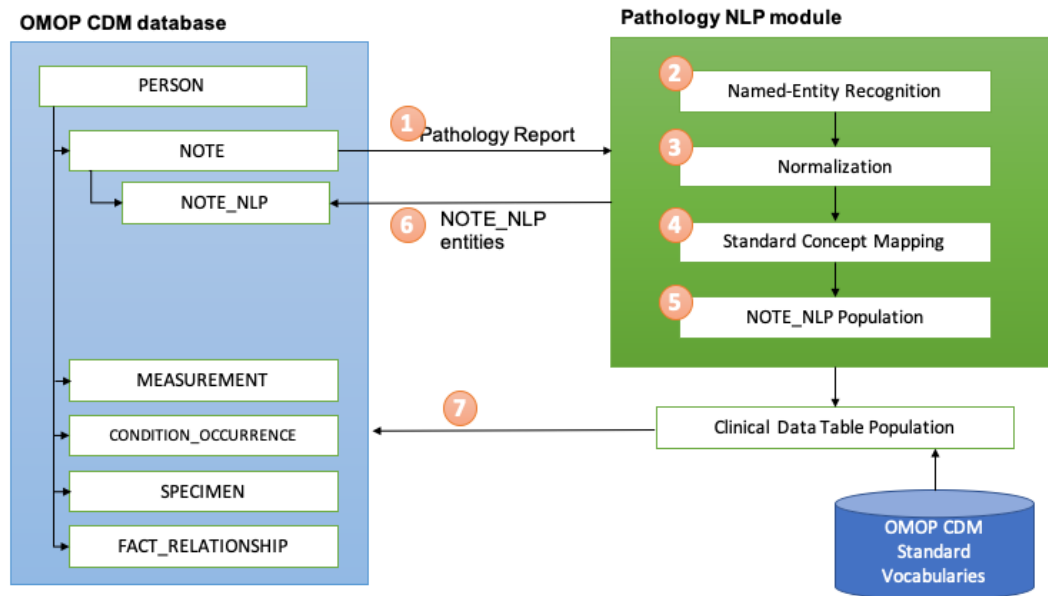 OMOP CDM database
PERSON
NOTE
NOTE_NLP
MEASUREMENT
CONDITION_OCCURRENCE
SPECIMEN
FACT_RELATIONSHIP
1
Pathology Report
6
NOTE_NLP
entities
7
Pathology NLP module
2
Named-Entity Recognition
3
Normalization
4
Standard Concept Mapping
5
NOTE_NLP Population
Clinical Data Table Population
OMOP CDM
Standard
Vocabularies